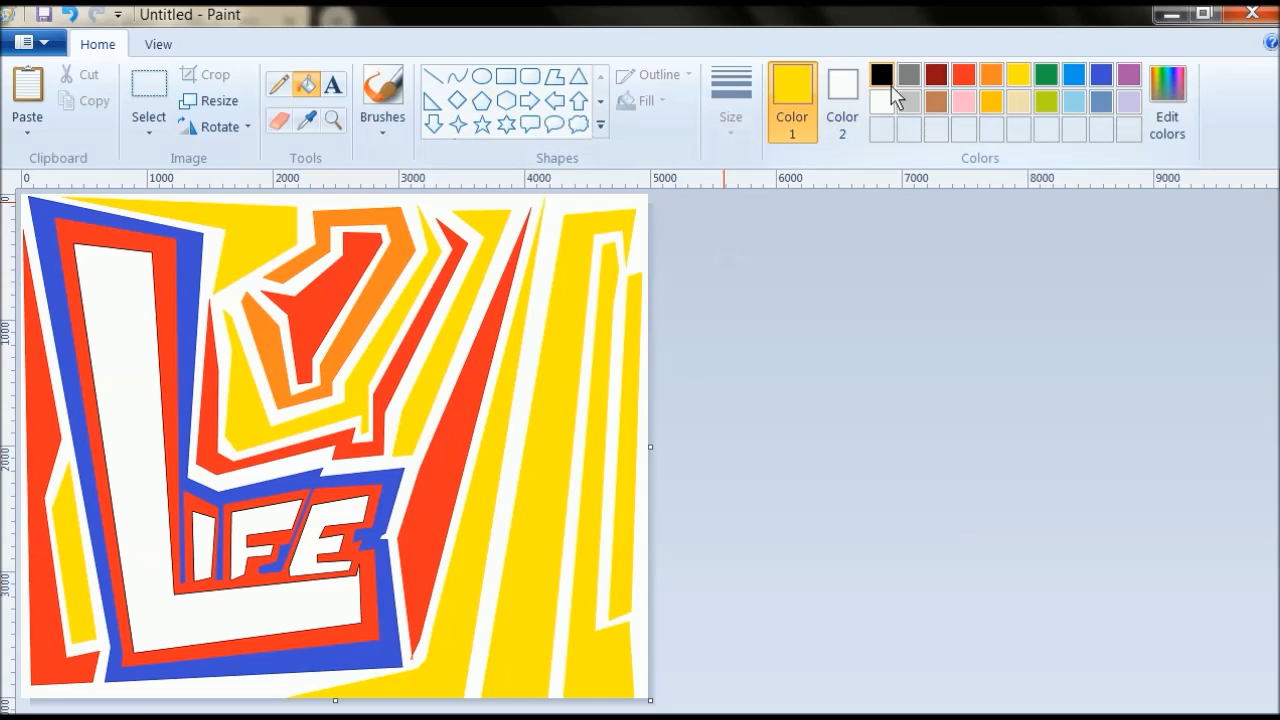 Untitled - Paint
Home View
Paste
Cut
Copy
Clipboard
Select
Crop
Resize
Rotate
Image
A
Tools
Brushes
Outline
Fill
Shapes
Size
Color 1
Color 2
Edit colors
Colors
0 1000 2000 3000 4000 5000 6000 7000 8000 9000
0
1000
2000
3000
LIFE